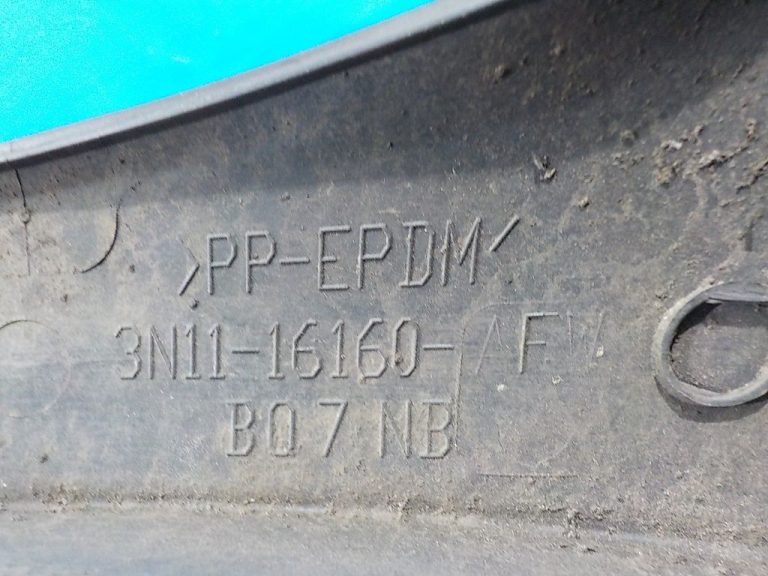 >PP-EPDM<
3N11-16160-
BQ7 NB